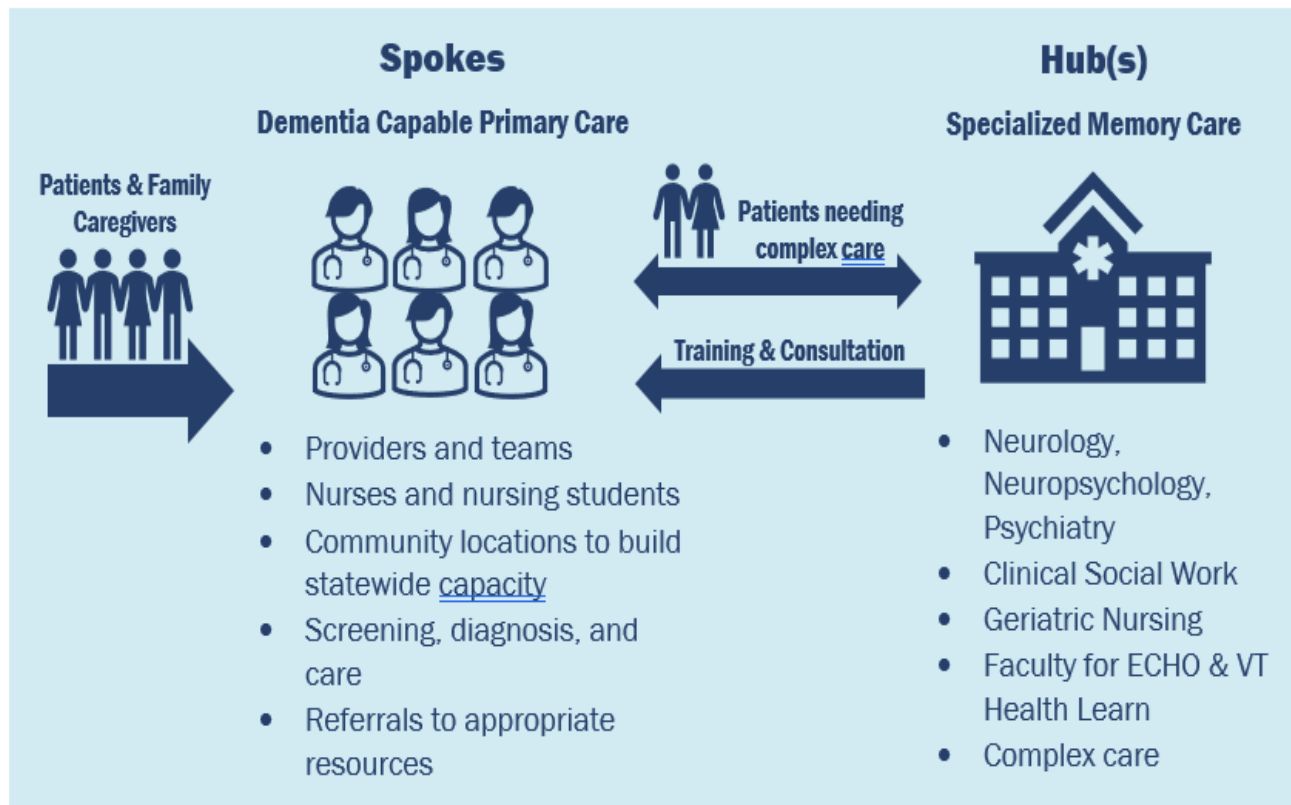 Spokes
Dementia Capable Primary Care
Hub(s)
Specialized Memory Care
Patients & Family
Caregivers
Patients needing
complex care
Training & Consultation
• Providers and teams
• Nurses and nursing students
• Community locations to build
statewide capacity
• Screening, diagnosis, and
care
• Referrals to appropriate
resources
• Neurology,
Neuropsychology,
Psychiatry
• Clinical Social Work
• Geriatric Nursing
• Faculty for ECHO & VT
Health Learn
• Complex care